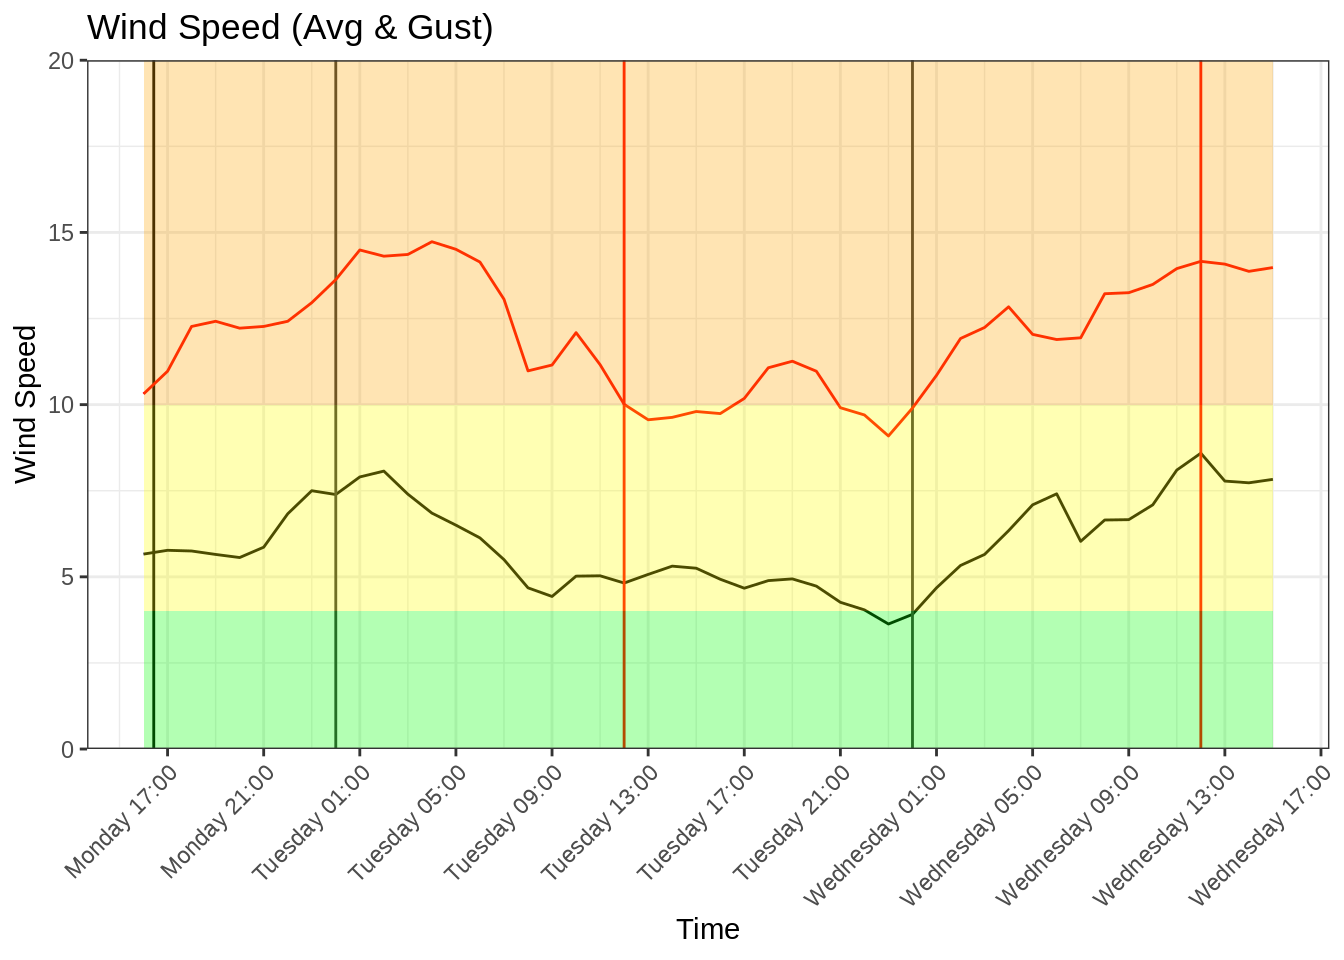 Wind Speed (Avg & Gust)
Wind Speed
20
15
10
5
0
Monday 17:00
Monday 21:00
Tuesday 01:00
Tuesday 05:00
Tuesday 09:00
Tuesday 13:00
Tuesday 17:00
Tuesday 21:00
Wednesday 01:00
Wednesday 05:00
Wednesday 09:00
Wednesday 13:00
Wednesday 17:00
Time